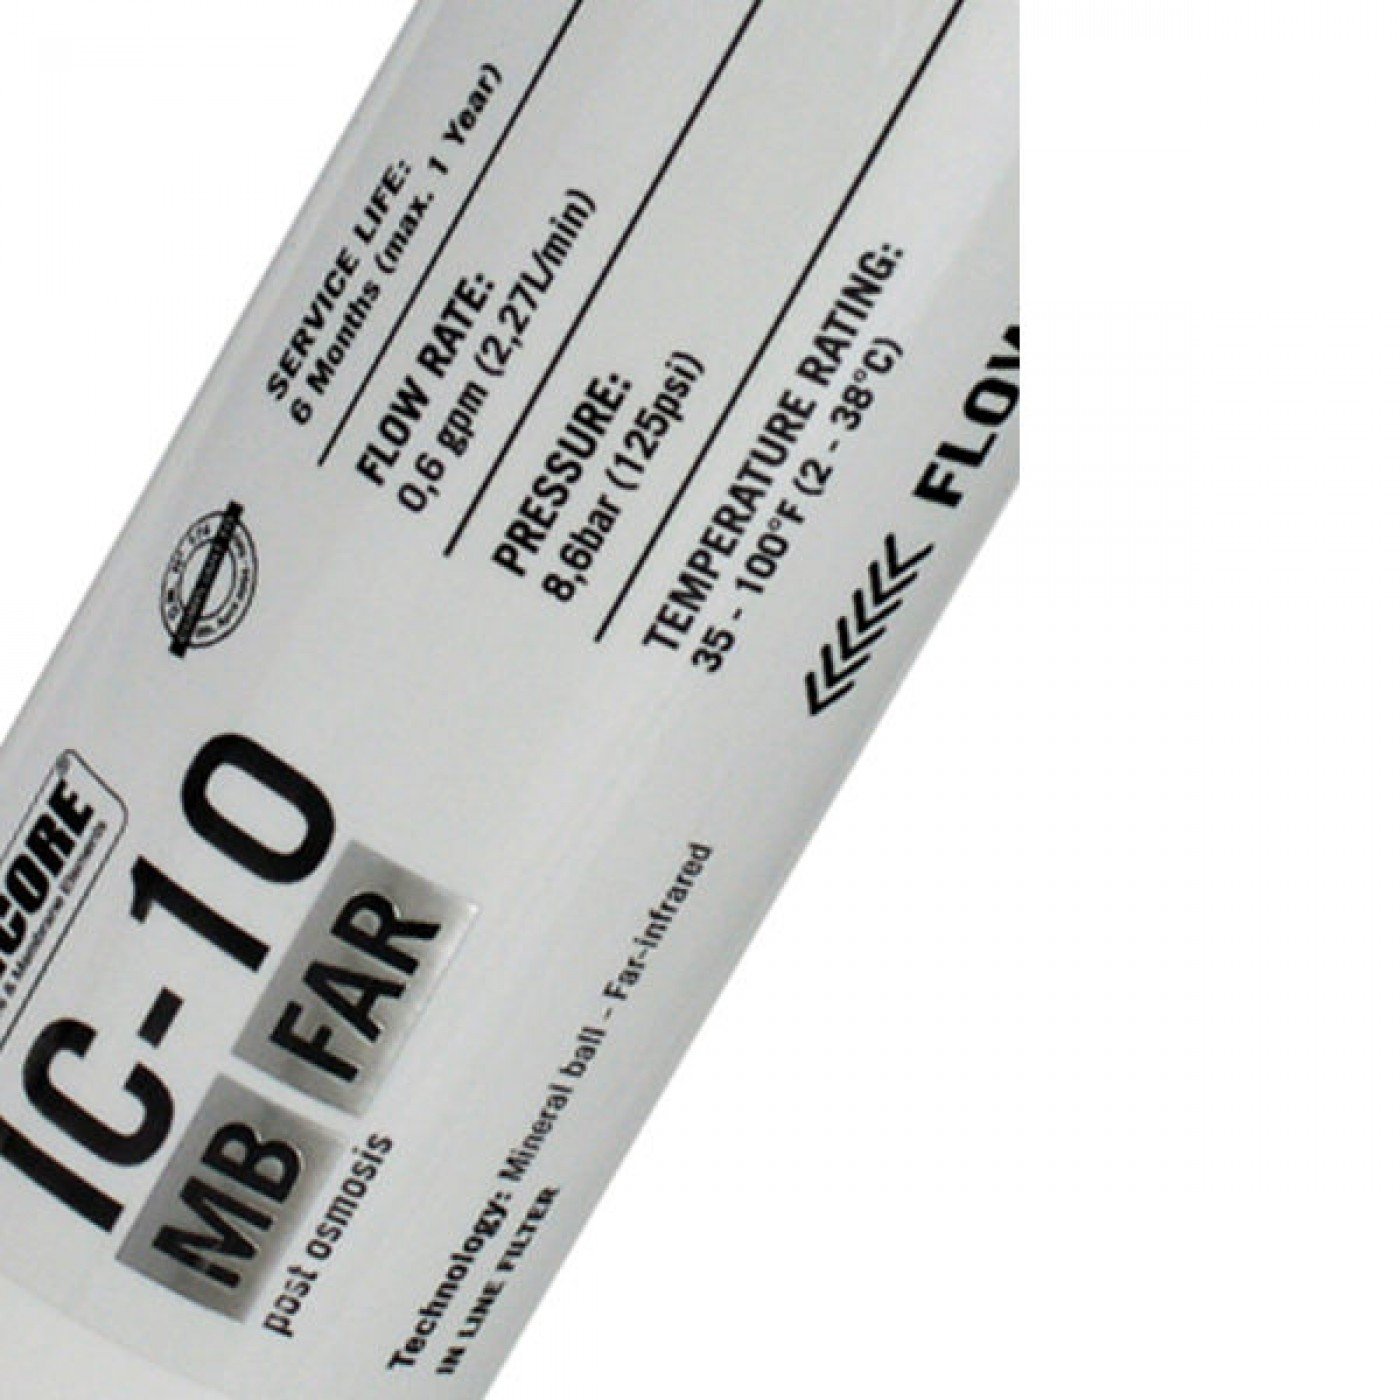 SERVICE LIFE:
6 Months (max. 1 Year)
FLOW RATE:
0,6 gpm (2,27L/min)
PRESSURE:
8,6bar (125psi)
TEMPERATURE RATING:
35 - 100°F (2 - 38°C)
<<<<< FLOW
CORE®
& Membrane Elements
IC-10
MB FAR
post osmosis
Technology: Mineral ball - Far-infrared
IN LINE FILTER